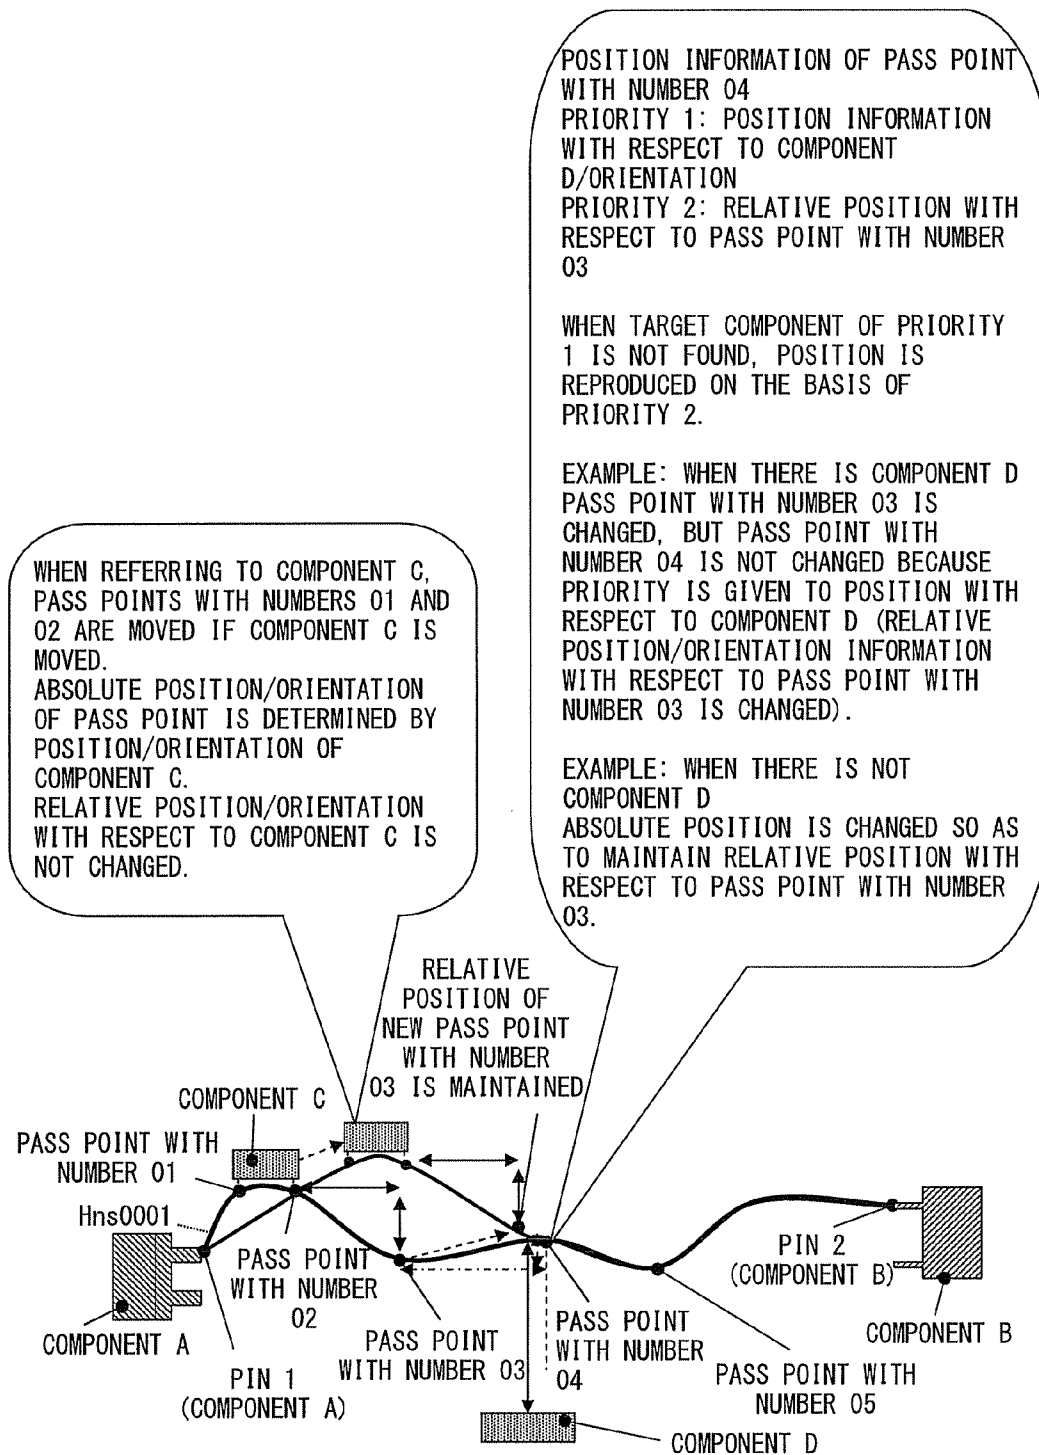 POSITION INFORMATION OF PASS POINT
WITH NUMBER 04
PRIORITY 1: POSITION INFORMATION
WITH RESPECT TO COMPONENT
D/ORIENTATION
PRIORITY 2: RELATIVE POSITION WITH
RESPECT TO PASS POINT WITH NUMBER
03
WHEN TARGET COMPONENT OF PRIORITY
1 IS NOT FOUND, POSITION IS
REPRODUCED ON THE BASIS OF
PRIORITY 2.
EXAMPLE: WHEN THERE IS COMPONENT D
PASS POINT WITH NUMBER 03 IS
CHANGED, BUT PASS POINT WITH
NUMBER 04 IS NOT CHANGED BECAUSE
PRIORITY IS GIVEN TO POSITION WITH
RESPECT TO COMPONENT D (RELATIVE
POSITION/ORIENTATION INFORMATION
WITH RESPECT TO PASS POINT WITH
NUMBER 03 IS CHANGED).
EXAMPLE: WHEN THERE IS NOT
COMPONENT D
ABSOLUTE POSITION IS CHANGED SO AS
TO MAINTAIN RELATIVE POSITION WITH
RESPECT TO PASS POINT WITH NUMBER
03.
WHEN REFERRING TO COMPONENT C,
PASS POINTS WITH NUMBERS 01 AND
02 ARE MOVED IF COMPONENT C IS
MOVED.
ABSOLUTE POSITION/ORIENTATION
OF PASS POINT IS DETERMINED BY
POSITION/ORIENTATION OF
COMPONENT C.
RELATIVE POSITION/ORIENTATION
WITH RESPECT TO COMPONENT C IS
NOT CHANGED.
RELATIVE
POSITION OF
NEW PASS POINT
WITH NUMBER
03 IS MAINTAINED
COMPONENT C
PASS POINT WITH
NUMBER 01
Hns0001
COMPONENT A
PIN 1
(COMPONENT A)
PASS POINT
WITH NUMBER
02
PASS POINT
WITH NUMBER 03
PASS POINT
WITH NUMBER
04
PIN 2
(COMPONENT B)
COMPONENT B
PASS POINT WITH
NUMBER 05
COMPONENT D